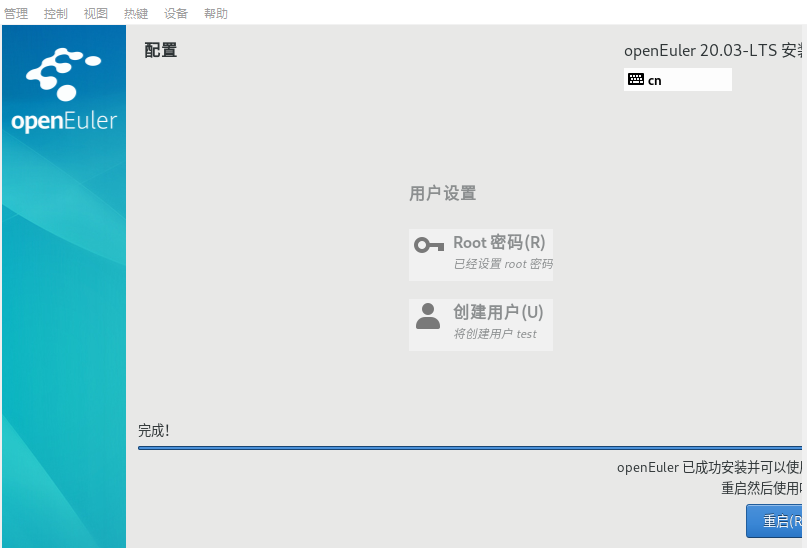 管理 控制 视图 热键 设备 帮助
openEuler
配置
openEuler 20.03-LTS 安
cn
用户设置
Root 密码(R)
已经设置 root 密码
创建用户(U)
将创建用户 test
完成!
openEuler 已成功安装并可以使
重启然后使用
重启(R